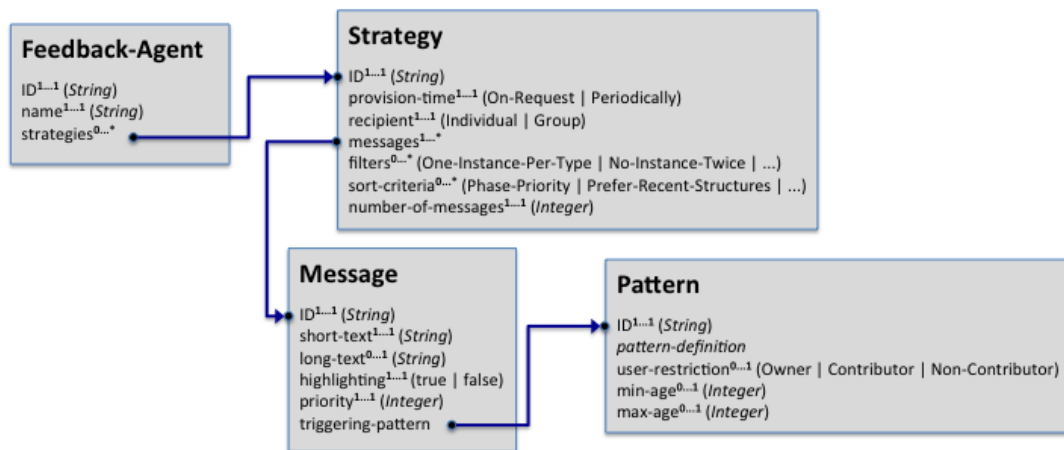 Feedback-Agent
ID1...1 (String)
name1...1 (String)
strategies0...*
Strategy
ID1...1 (String)
provision-time1...1 (On-Request | Periodically)
recipient1...1 (Individual | Group)
messages1...*
filters0...* (One-Instance-Per-Type | No-Instance-Twice | ...)
sort-criteria0...* (Phase-Priority | Prefer-Recent-Structures | ...)
number-of-messages1...1 (Integer)
Message
ID1...1 (String)
short-text1...1 (String)
long-text0...1 (String)
highlighting1...1 (true | false)
priority1...1 (Integer)
triggering-pattern
Pattern
ID1...1 (String)
pattern-definition
user-restriction0...1 (Owner | Contributor | Non-Contributor)
min-age0...1 (Integer)
max-age0...1 (Integer)